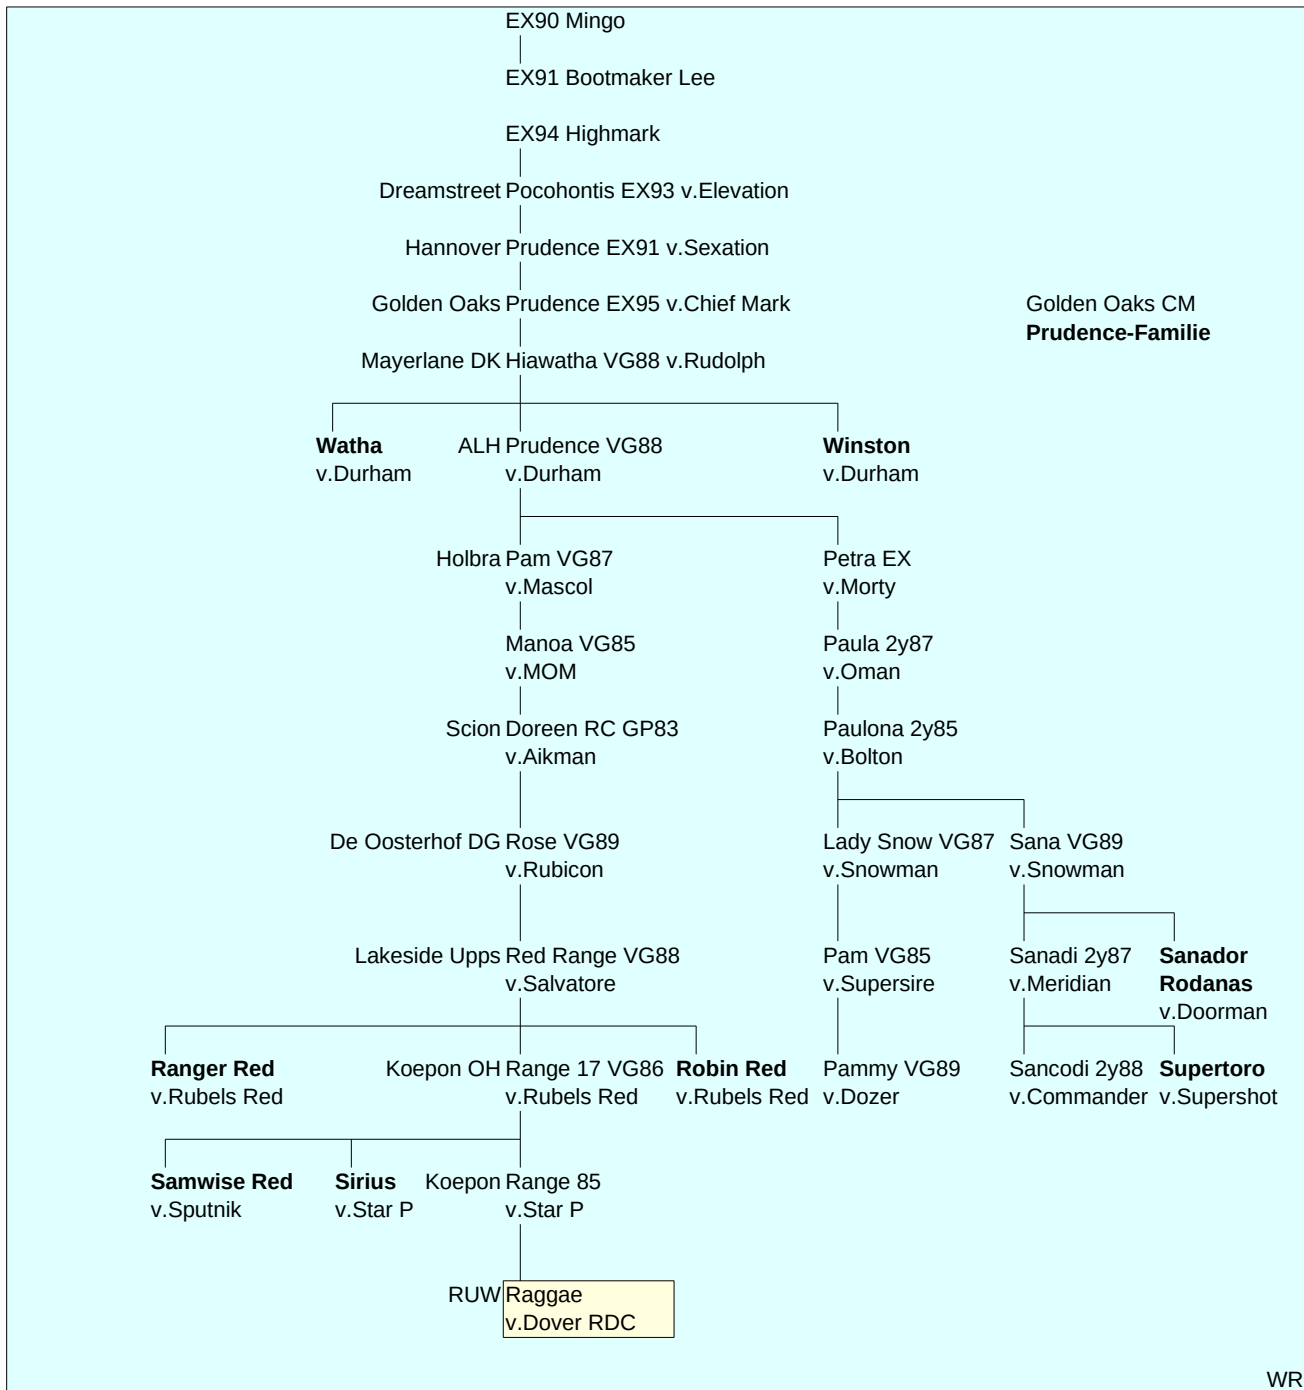 EX90 Mingo
EX91 Bootmaker Lee
EX94 Highmark
Dreamstreet Pocohontis EX93 v.Elevation
Hannover Prudence EX91 v.Sexation
Golden Oaks Prudence EX95 v.Chief Mark
Golden Oaks CM
Prudence-Familie
Mayerlane DK Hiawatha VG88 v.Rudolph
Watha
v.Durham
ALH Prudence VG88
v.Durham
Winston
v.Durham
Holbra Pam VG87
v.Mascol
Petra EX
v.Morty
Manoa VG85
v.MOM
Paula 2y87
v.Oman
Scion Doreen RC GP83
v.Aikman
Paulona 2y85
v.Bolton
De Oosterhof DG Rose VG89
v.Rubicon
Lady Snow VG87
v.Snowman
Sana VG89
v.Snowman
Lakeside Upps Red Range VG88
v.Salvatore
Pam VG85
v.Supersire
Sanadi 2y87
v.Meridian
Sanador
Rodanas
v.Doorman
Ranger Red
v.Rubels Red
Koepon OH Range 17 VG86
v.Rubels Red
Robin Red
v.Rubels Red
Pammy VG89
v.Dozer
Sancodi 2y88
v.Commander
Supertoro
v.Supershot
Samwise Red
v.Sputnik
Sirius
v.Star P
Koepon Range 85
v.Star P
RUW Raggae
v.Dover RDC
WR